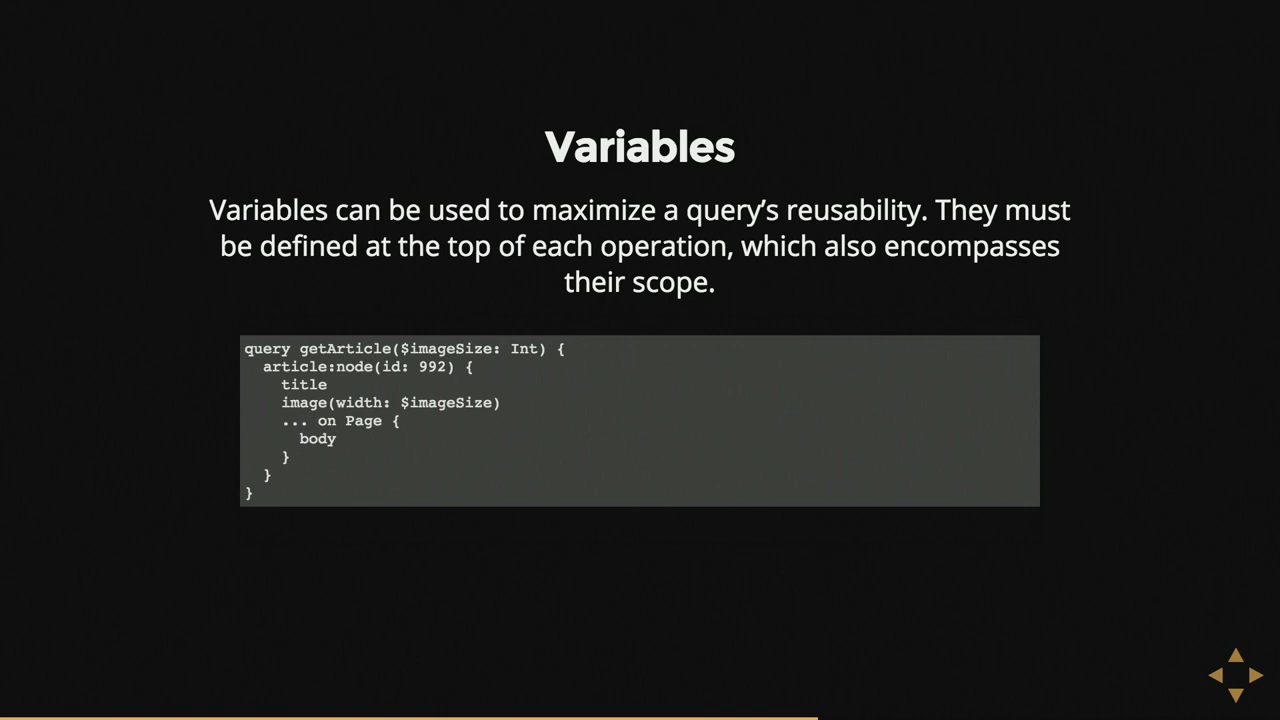 Variables
Variables can be used to maximize a query’s reusability. They must
be defined at the top of each operation, which also encompasses
their scope.
query getArticle($imageSize: Int) {
  article:node(id: 992) {
    title
    image(width: $imageSize)
    ... on Page {
      body
    }
  }
}